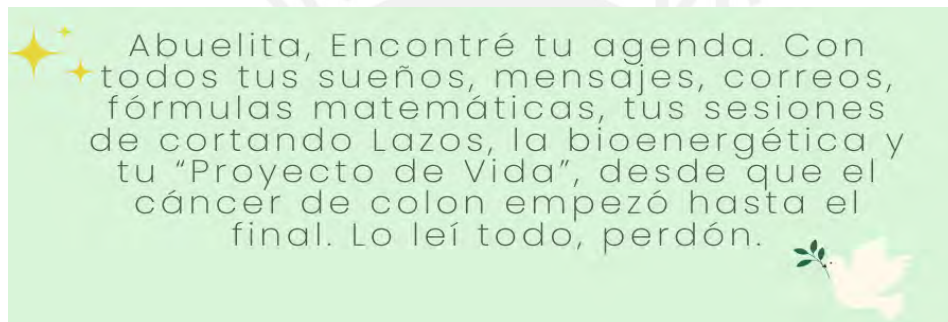 Abuelita, Encontré tu agenda. Con
todos tus sueños, mensajes, correos,
fórmulas matemáticas, tus sesiones
de cortando Lazos, la bioenergética y
tu “Proyecto de Vida”, desde que el
cáncer de colon empezó hasta el
final. Lo leí todo, perdón.